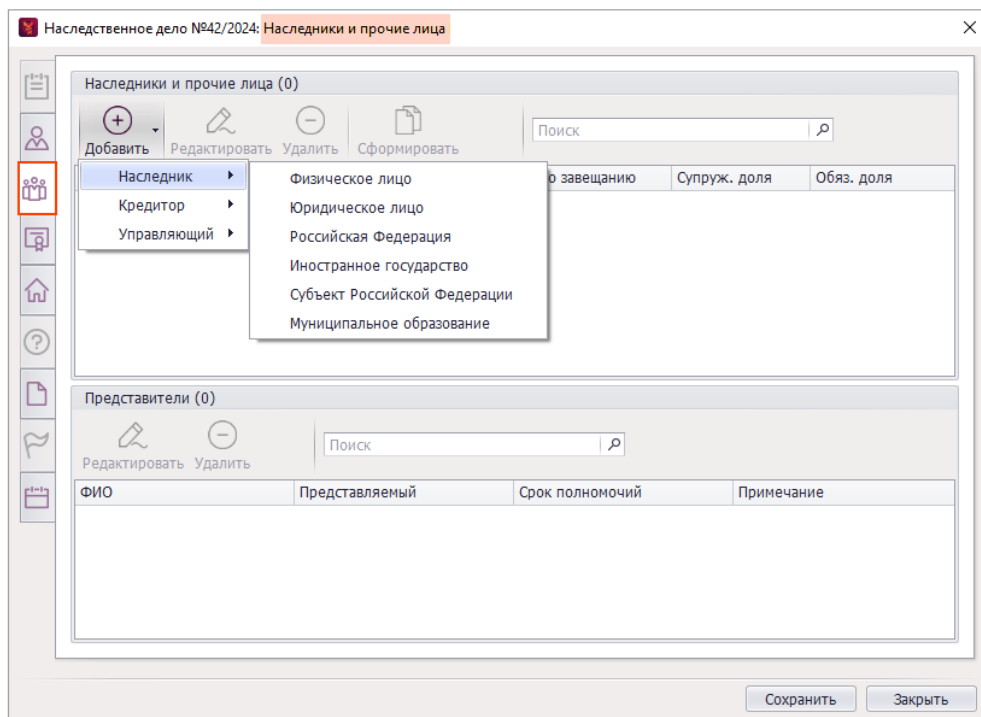 Наследственное дело №42/2024: Наследники и прочие лица
Наследники и прочие лица (0)
Добавить Редактировать Удалить Сформировать
Поиск
Наследник
Кредитор
Управляющий
Физическое лицо
Юридическое лицо
Российская Федерация
Иностранное государство
Субъект Российской Федерации
Муниципальное образование
о завещанию Супруж. доля Обяз. доля
Представители (0)
Редактировать Удалить
Поиск
ФИО Представляемый Срок полномочий Примечание
Сохранить Закрыть